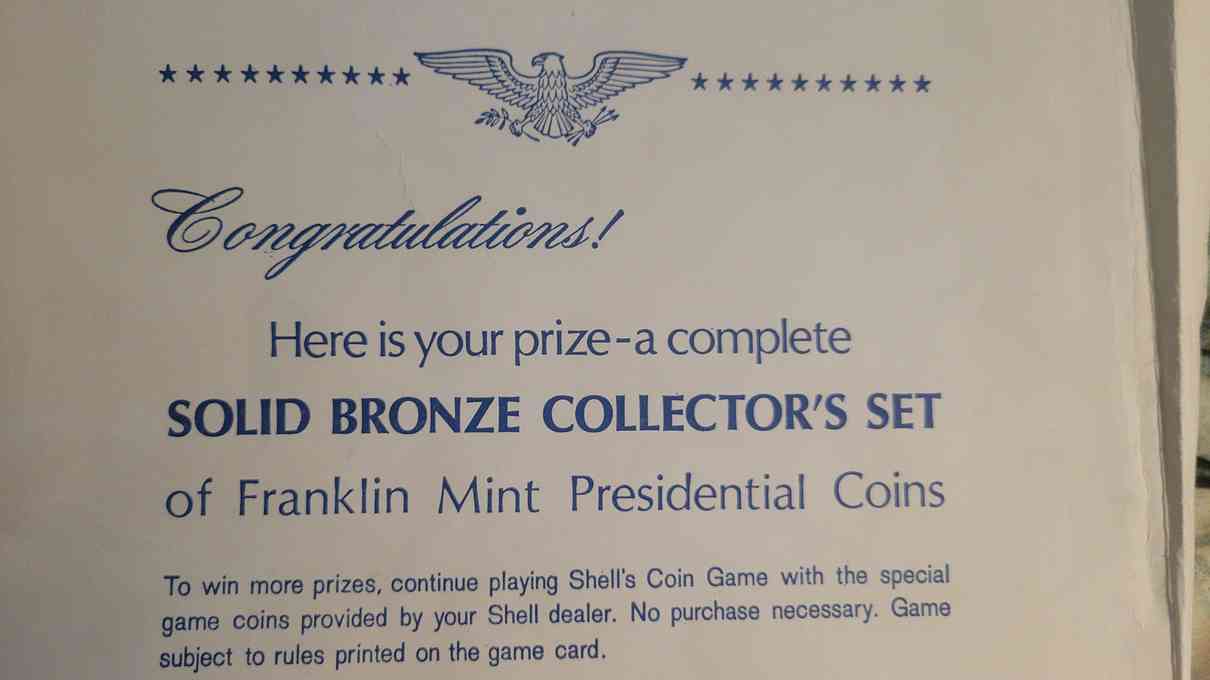 Congratulations!
Here is your prize-a complete
SOLID BRONZE COLLECTOR'S SET
of Franklin Mint Presidential Coins
To win more prizes, continue playing Shell's Coin Game with the special
game coins provided by your Shell dealer. No purchase necessary. Game
subject to rules printed on the game card.